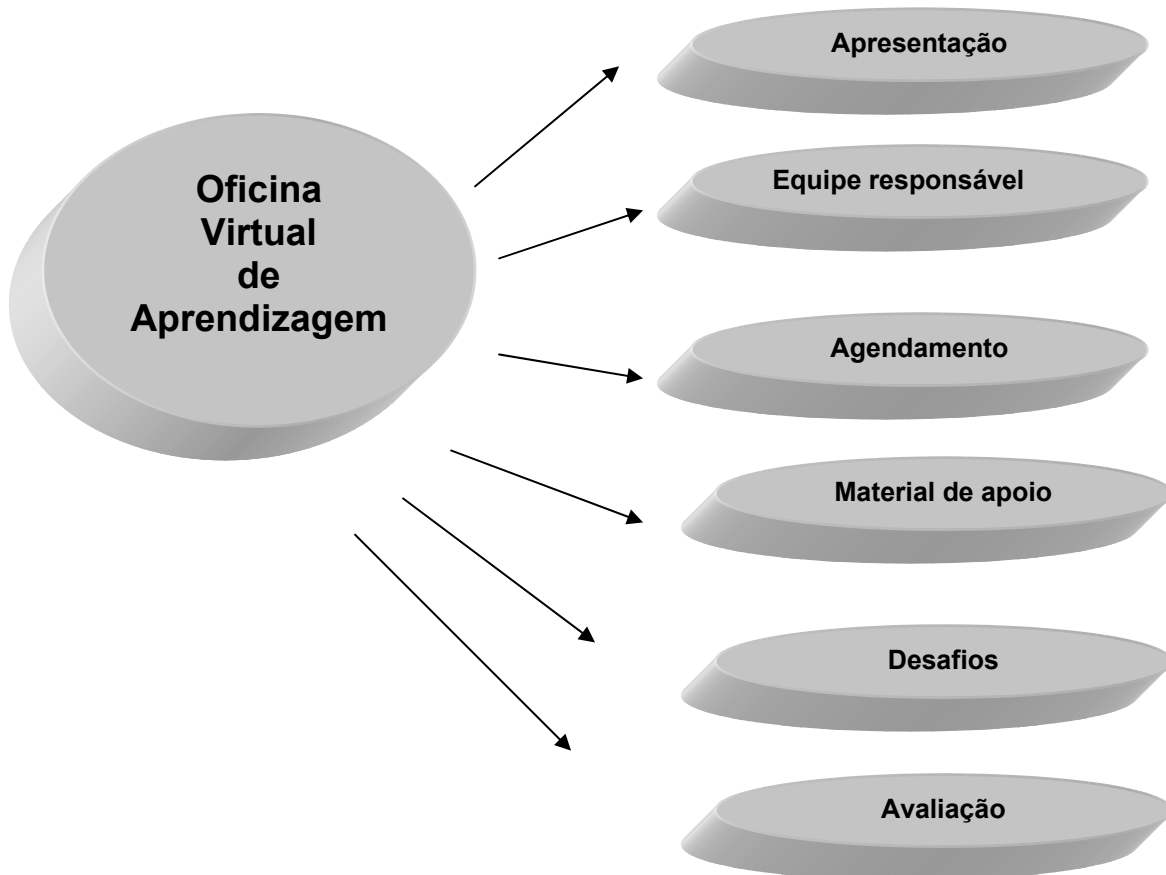 Oficina
Virtual
de
Aprendizagem
Apresentação
Equipe responsável
Agendamento
Material de apoio
Desafios
Avaliação